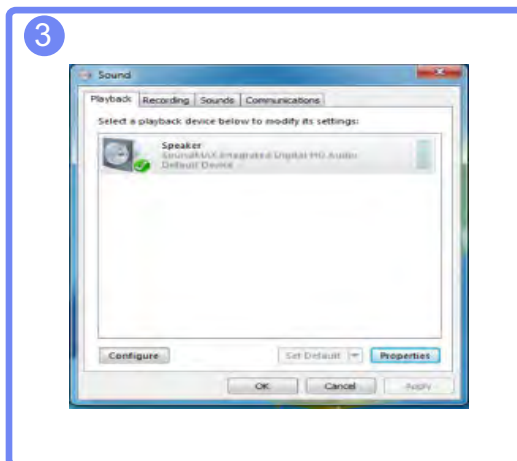 3
Sound
Playback Recording Sounds Communications
Select a playback device below to modify its settings:
Speaker
SoundMAX Integrated Digital HD Audio
Default Device
Configure Set Default Properties
OK Cancel Apply